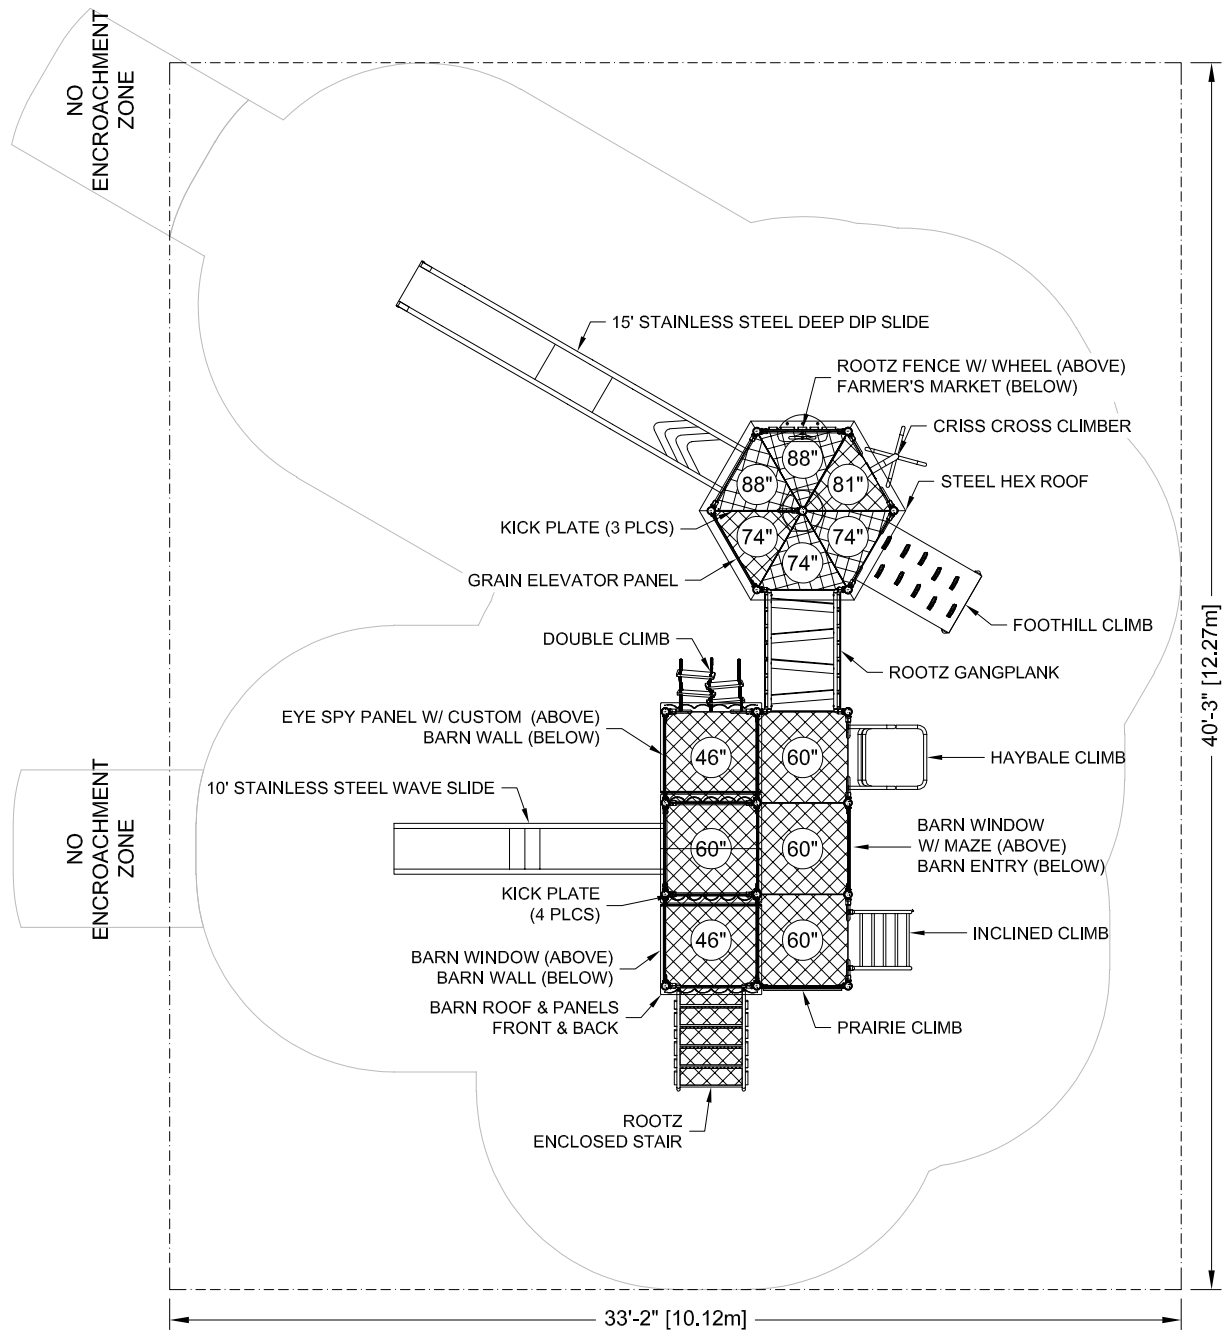 NO
ENCROACHMENT
ZONE
15' STAINLESS STEEL DEEP DIP SLIDE
ROOTZ FENCE W/ WHEEL (ABOVE)
FARMER'S MARKET (BELOW)
CRISS CROSS CLIMBER
STEEL HEX ROOF
88"
88"
81"
KICK PLATE (3 PLCS)
74"
74"
74"
GRAIN ELEVATOR PANEL
FOOTHILL CLIMB
DOUBLE CLIMB
ROOTZ GANGPLANK
40'-3" [12.27m]
EYE SPY PANEL W/ CUSTOM (ABOVE)
BARN WALL (BELOW)
46"
60"
HAYBALE CLIMB
10' STAINLESS STEEL WAVE SLIDE
NO
ENCROACHMENT
ZONE
60"
60"
BARN WINDOW
W/ MAZE (ABOVE)
BARN ENTRY (BELOW)
KICK PLATE
(4 PLCS)
46"
60"
INCLINED CLIMB
BARN WINDOW (ABOVE)
BARN WALL (BELOW)
BARN ROOF & PANELS
FRONT & BACK
PRAIRIE CLIMB
ROOTZ
ENCLOSED STAIR
33'-2" [10.12m]